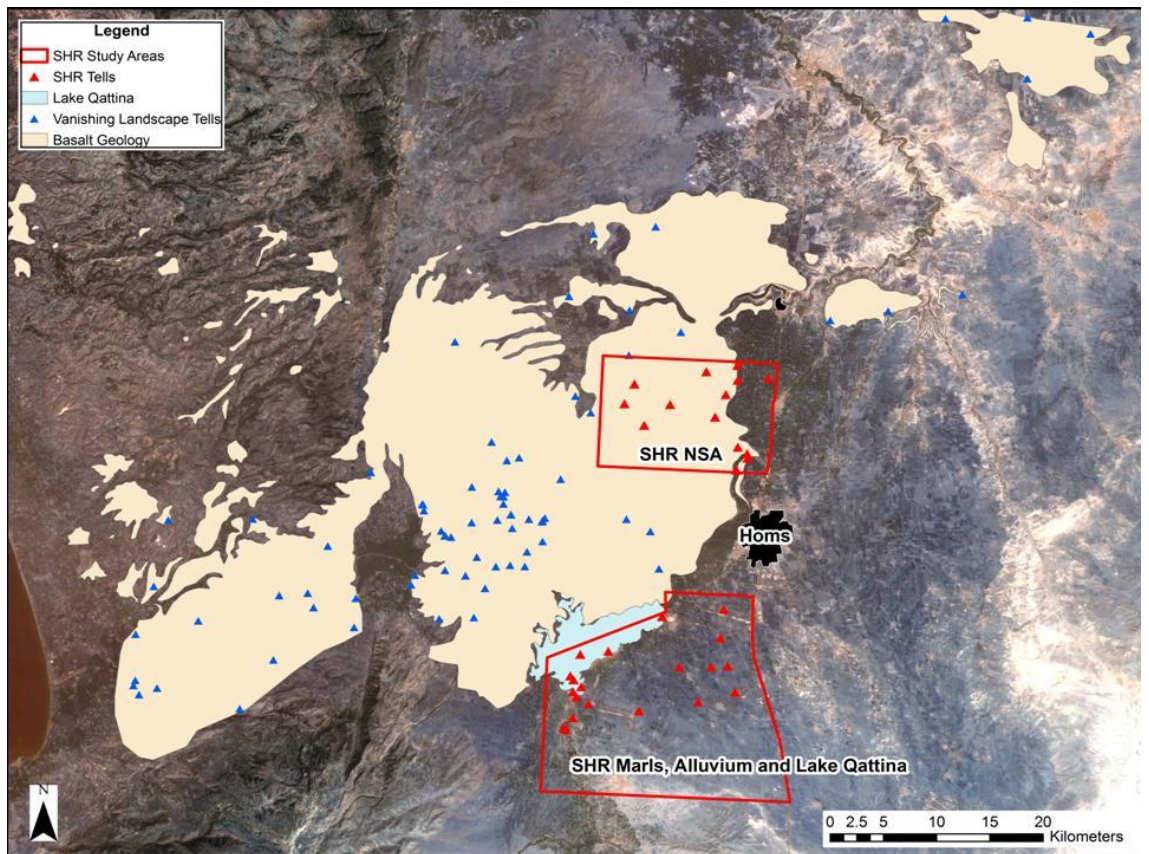 Legend
SHR Study Areas
SHR Tells
Lake Qattina
Vanishing Landscape Tells
Basalt Geology
SHR NSA
Homs
SHR Marls, Alluvium and Lake Qattina
N
0 2.5 5 10 15 20
Kilometers